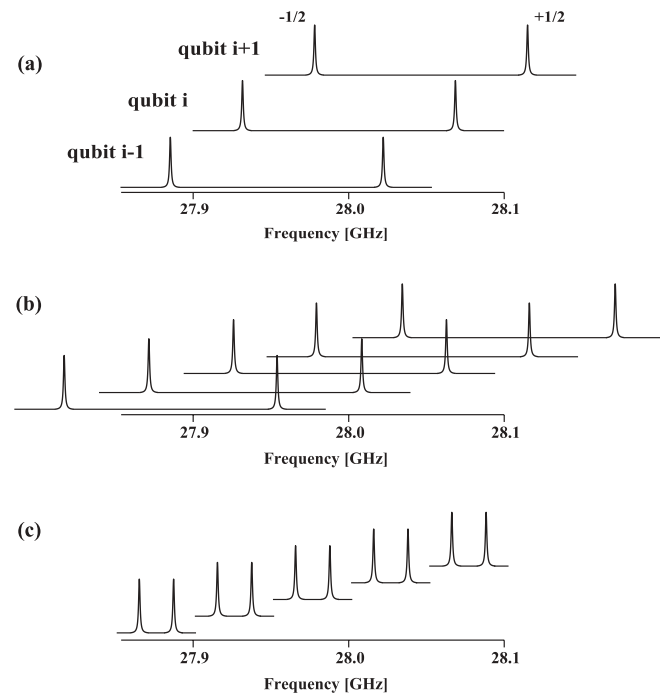 -1/2 +1/2
qubit i+1
(a)
qubit i
qubit i-1
27.9 28.0 28.1
Frequency [GHz]
(b)
27.9 28.0 28.1
Frequency [GHz]
(c)
27.9 28.0 28.1
Frequency [GHz]